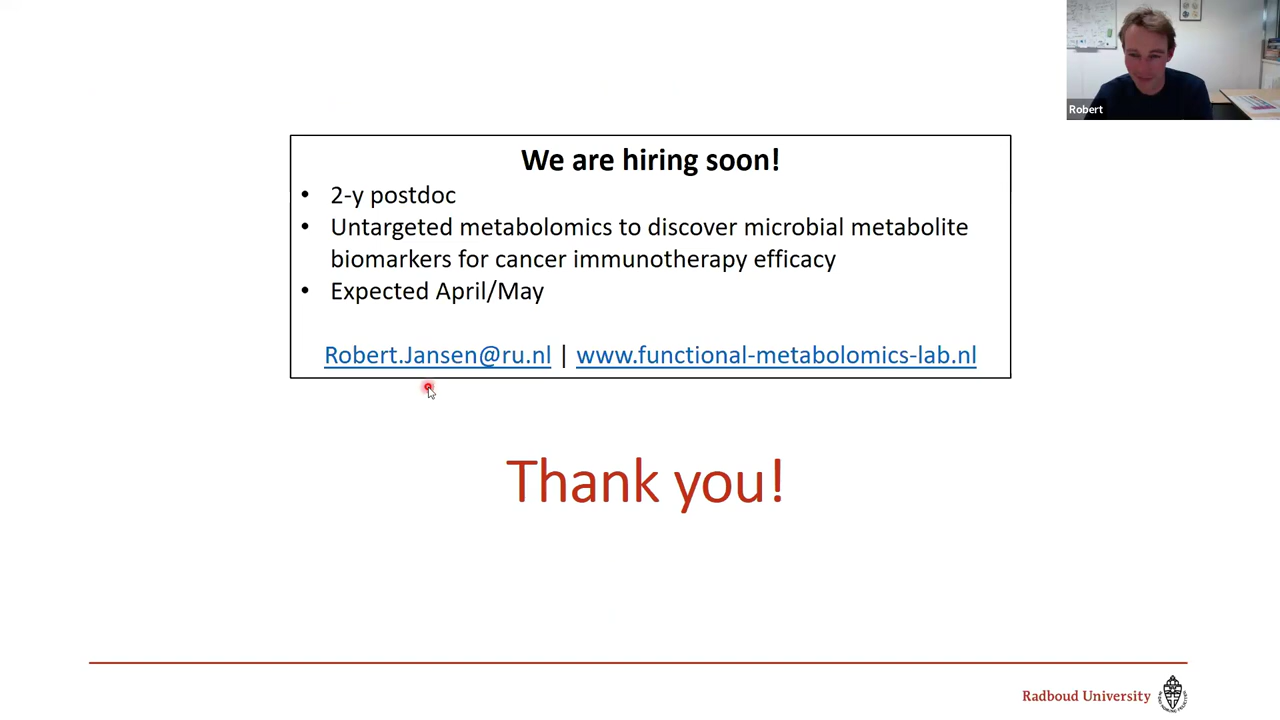 Robert
We are hiring soon!
• 2-y postdoc
• Untargeted metabolomics to discover microbial metabolite
biomarkers for cancer immunotherapy efficacy
• Expected April/May
Robert.Jansen@ru.nl | www.functional-metabolomics-lab.nl
Thank you!
Radboud University